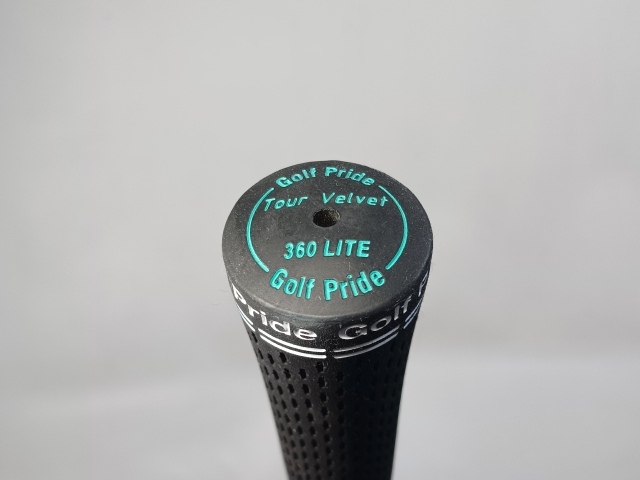 Golf Pride
Tour Velvet
360 LITE
Golf Pride
Pride Golf